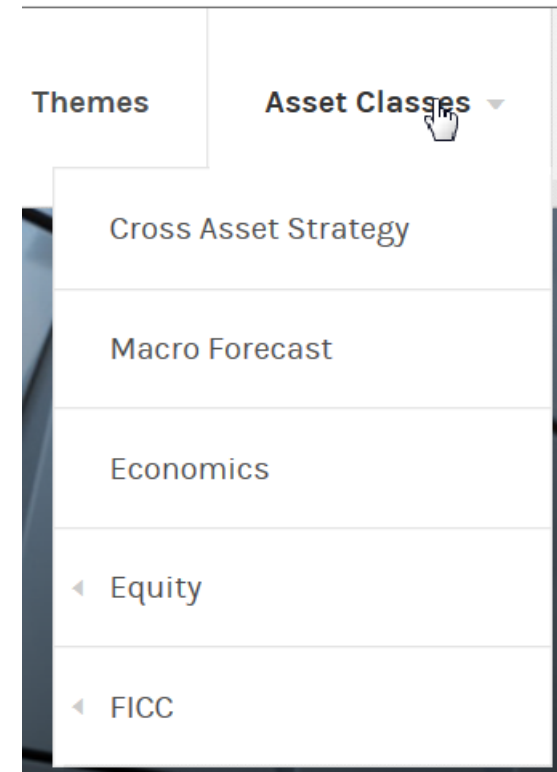 Themes
Asset Classes
Cross Asset Strategy
Macro Forecast
Economics
Equity
FICC